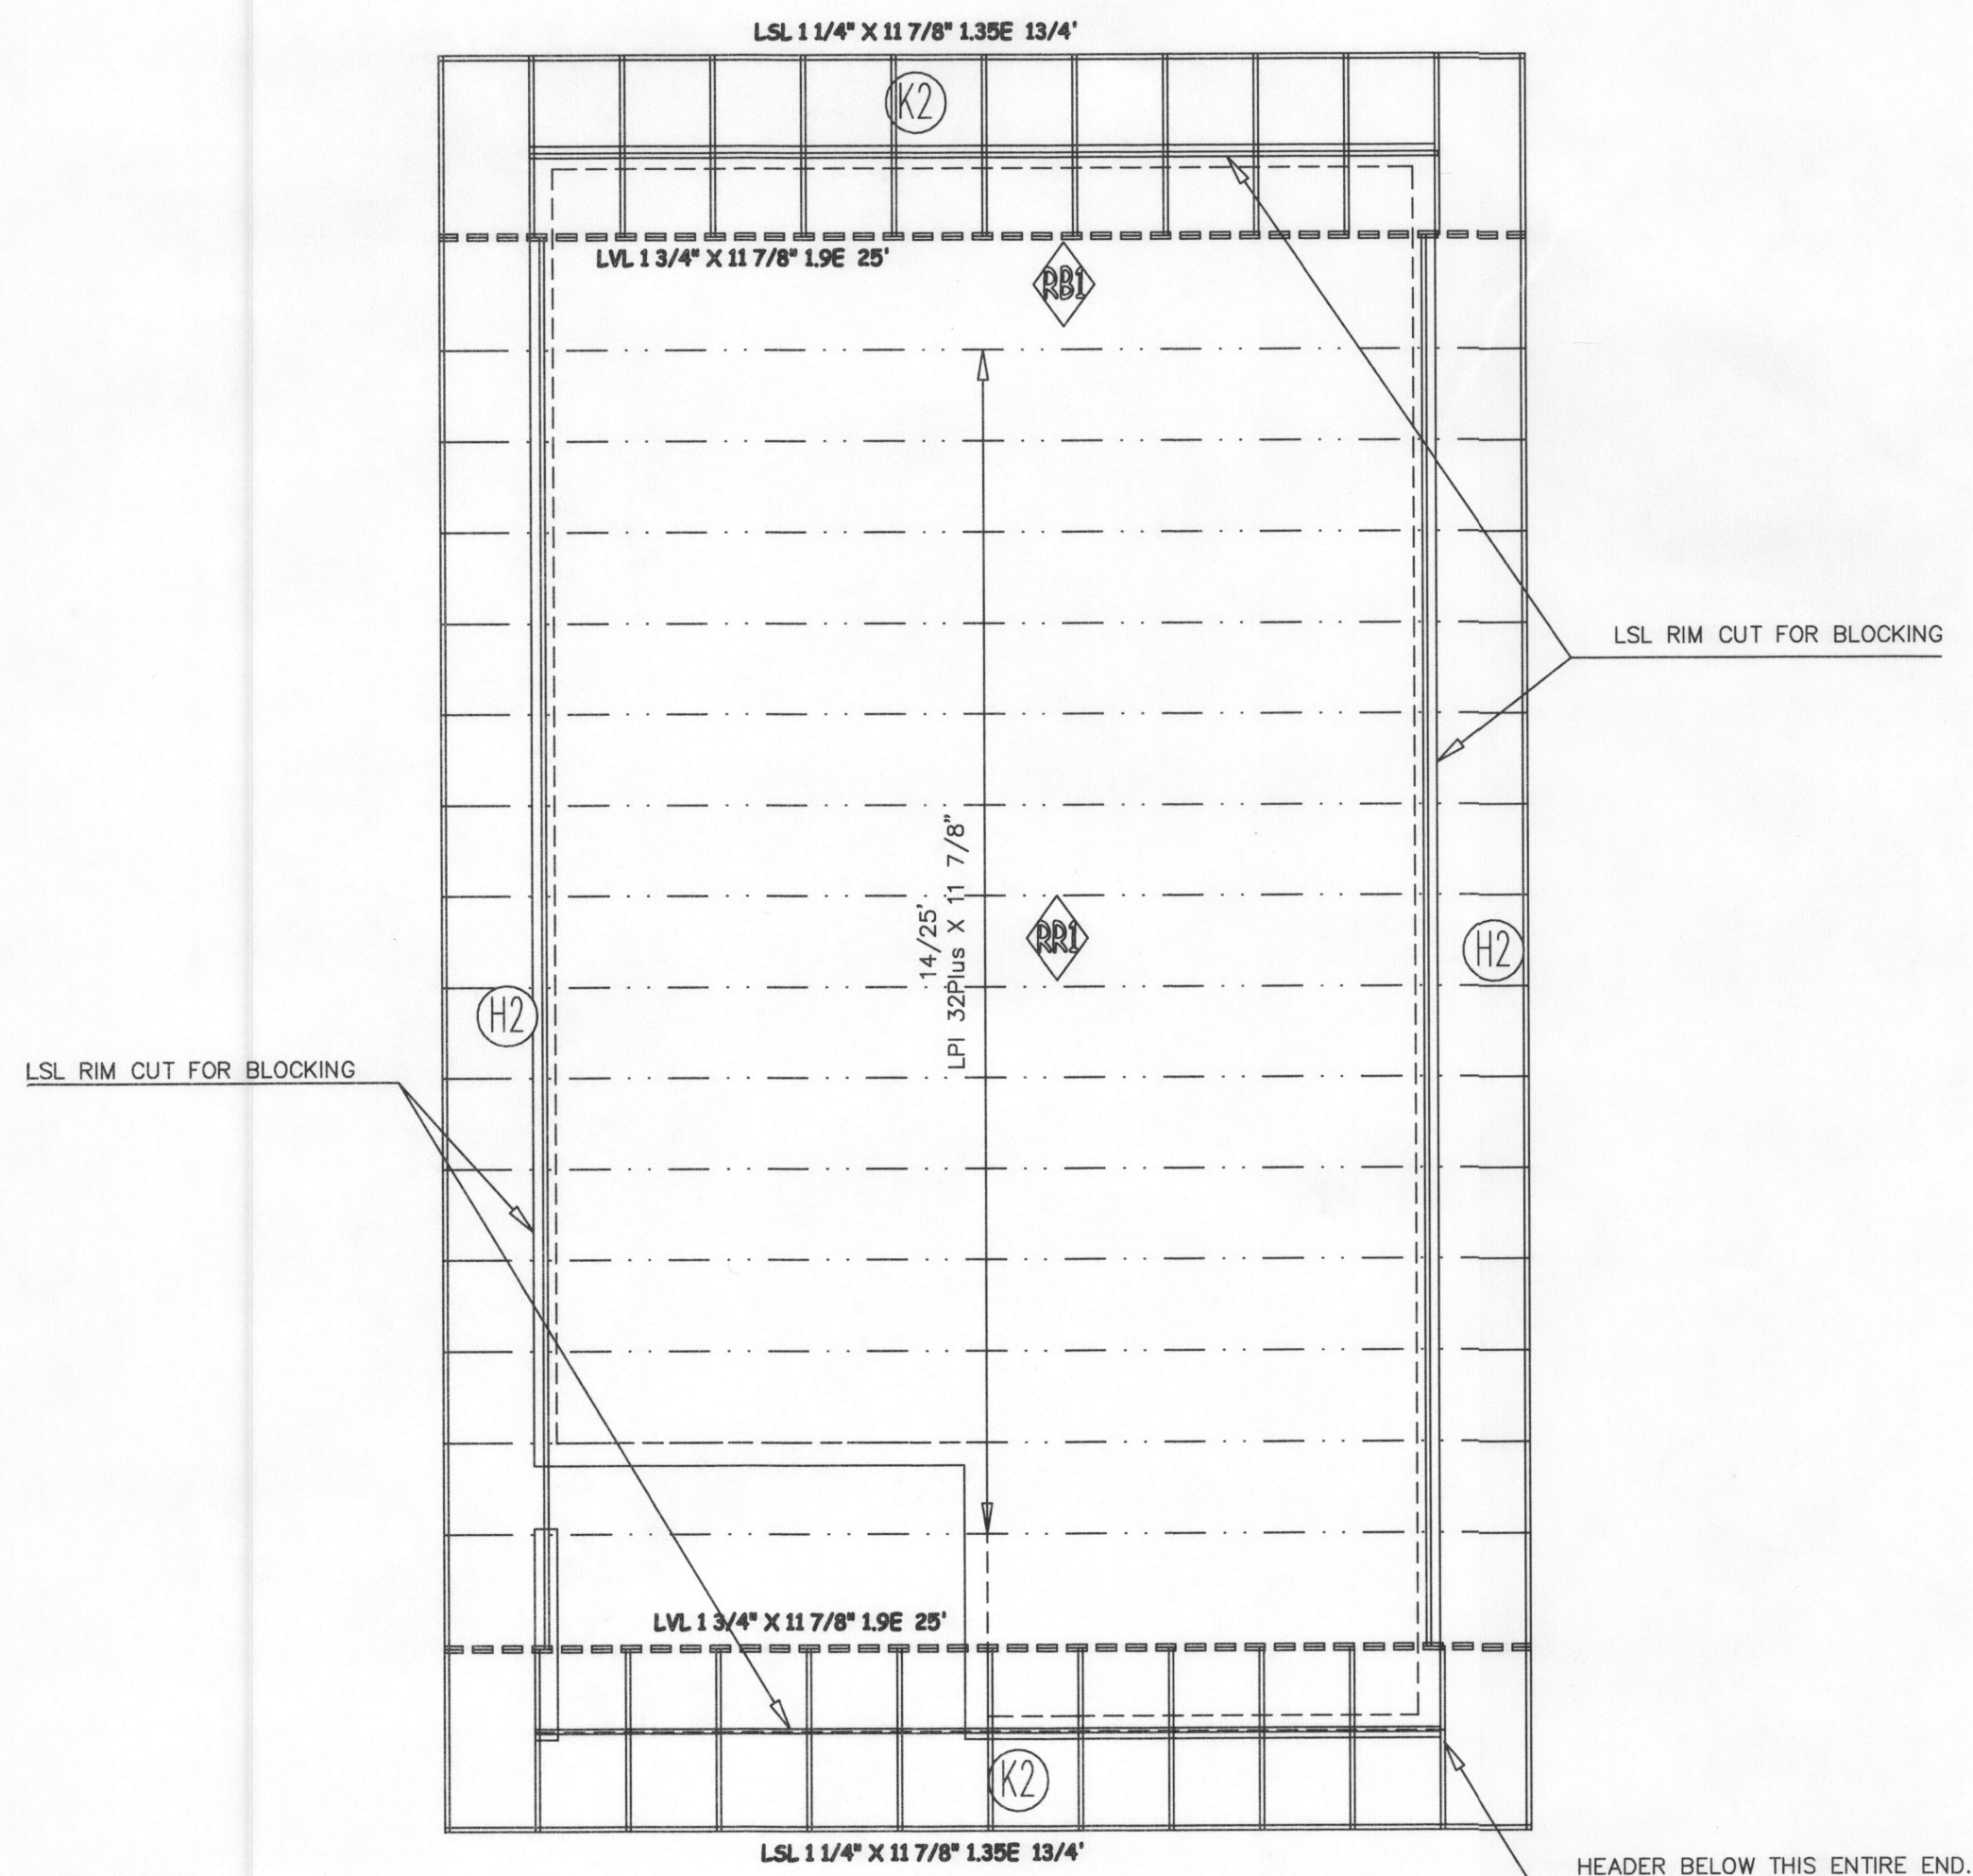 LSL 1 1/4" X 11 7/8" 1.35E 13/4'
K2
LVL 1 3/4" X 11 7/8" 1.9E 25'
RB1
LSL RIM CUT FOR BLOCKING
14/25'
LPI 32Plus X 11 7/8"
RR1
H2
H2
LSL RIM CUT FOR BLOCKING
LVL 1 3/4" X 11 7/8" 1.9E 25'
K2
LSL 1 1/4" X 11 7/8" 1.35E 13/4'
HEADER BELOW THIS ENTIRE END.